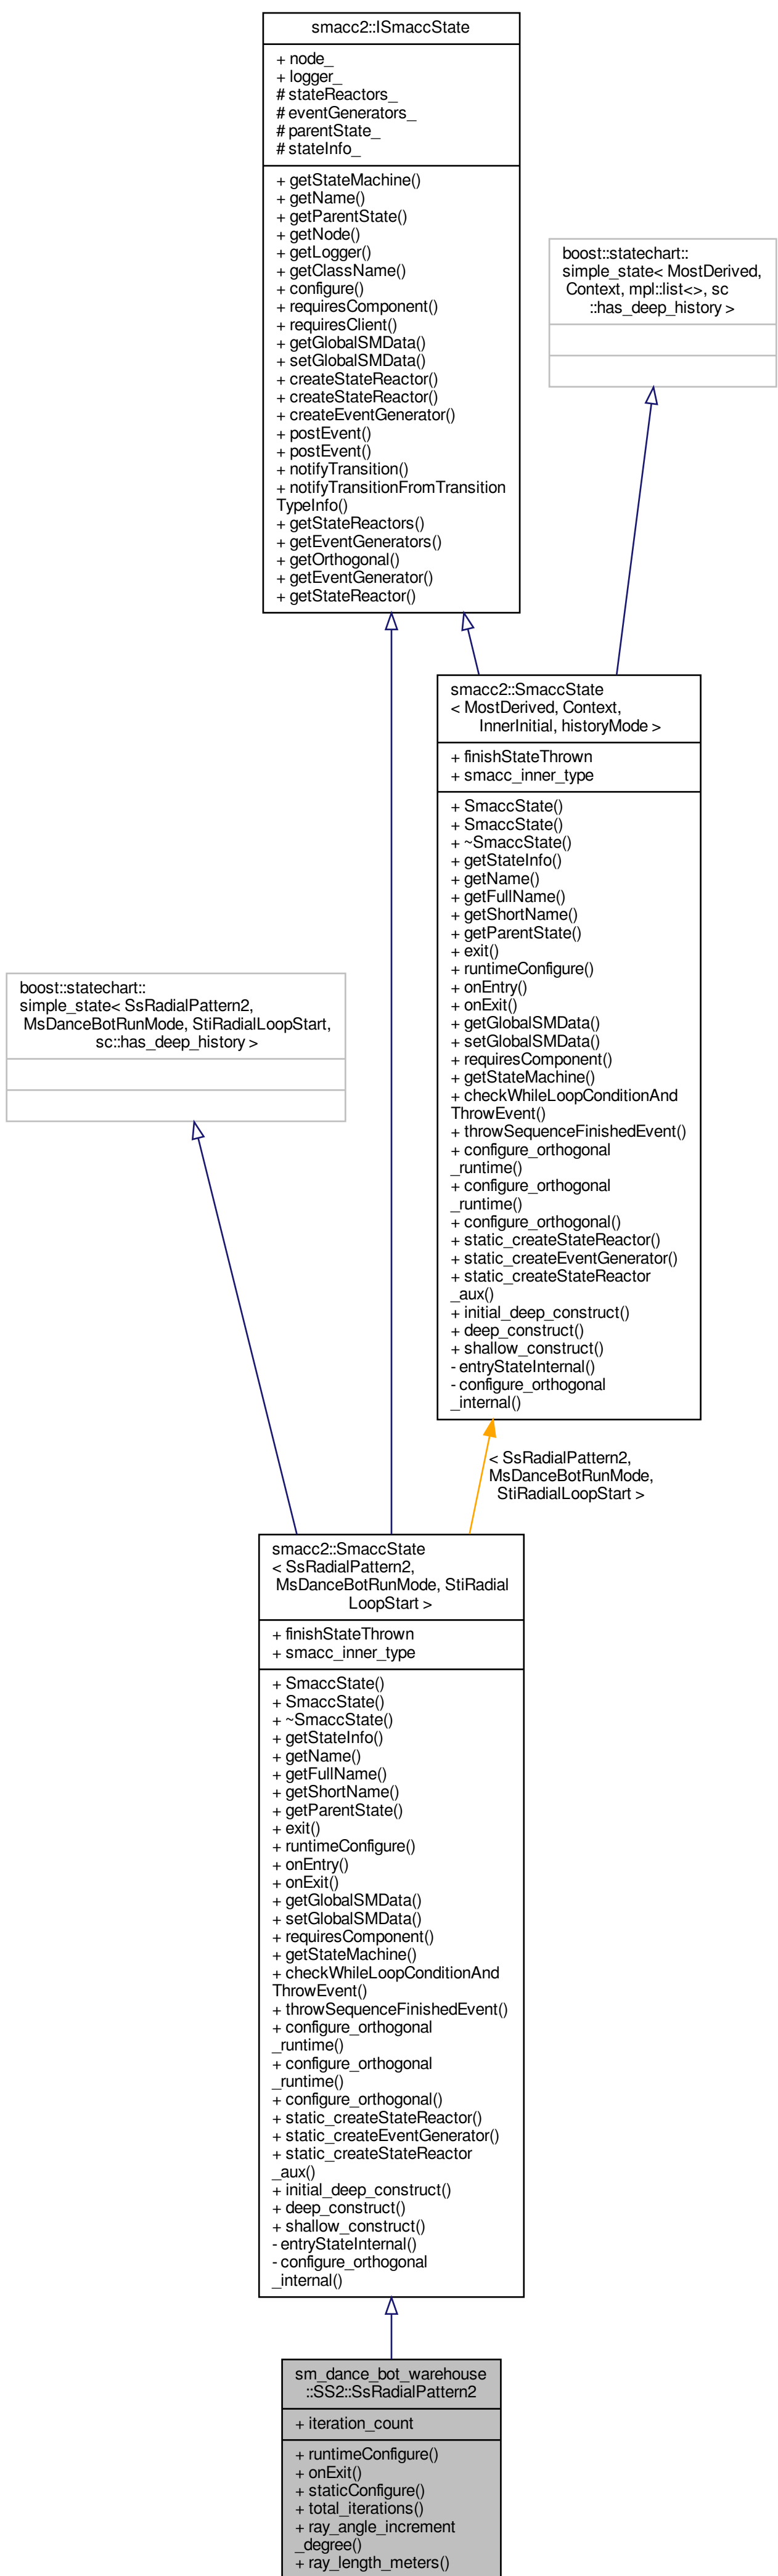 smacc2::ISmaccState
+ node_
+ logger_
# stateReactors_
# eventGenerators_
# parentState_
# stateInfo_
+ getStateMachine()
+ getName()
+ getParentState()
+ getNode()
+ getLogger()
+ getClassName()
+ configure()
+ requiresComponent()
+ requiresClient()
+ getGlobalSMData()
+ setGlobalSMData()
+ createStateReactor()
+ createStateReactor()
+ createEventGenerator()
+ postEvent()
+ postEvent()
+ notifyTransition()
+ notifyTransitionFromTransition
TypeInfo()
+ getStateReactors()
+ getEventGenerators()
+ getOrthogonal()
+ getEventGenerator()
+ getStateReactor()
boost::statechart::
simple_state< MostDerived,
Context, mpl::list<>, sc
::has_deep_history >
smacc2::SmaccState
< MostDerived, Context,
InnerInitial, historyMode >
+ finishStateThrown
+ smacc_inner_type
+ SmaccState()
+ SmaccState()
+ ~SmaccState()
+ getStateInfo()
+ getName()
+ getFullName()
+ getShortName()
+ getParentState()
+ exit()
+ runtimeConfigure()
+ onEntry()
+ onExit()
+ getGlobalSMData()
+ setGlobalSMData()
+ requiresComponent()
+ getStateMachine()
+ checkWhileLoopConditionAnd
ThrowEvent()
+ throwSequenceFinishedEvent()
+ configure_orthogonal
_runtime()
+ configure_orthogonal
_runtime()
+ configure_orthogonal()
+ static_createStateReactor()
+ static_createEventGenerator()
+ static_createStateReactor
_aux()
+ initial_deep_construct()
+ deep_construct()
+ shallow_construct()
- entryStateInternal()
- configure_orthogonal
_internal()
boost::statechart::
simple_state< SsRadialPattern2,
MsDanceBotRunMode, StiRadialLoopStart,
sc::has_deep_history >
< SsRadialPattern2,
MsDanceBotRunMode,
StiRadialLoopStart >
smacc2::SmaccState
< SsRadialPattern2,
MsDanceBotRunMode, StiRadial
LoopStart >
+ finishStateThrown
+ smacc_inner_type
+ SmaccState()
+ SmaccState()
+ ~SmaccState()
+ getStateInfo()
+ getName()
+ getFullName()
+ getShortName()
+ getParentState()
+ exit()
+ runtimeConfigure()
+ onEntry()
+ onExit()
+ getGlobalSMData()
+ setGlobalSMData()
+ requiresComponent()
+ getStateMachine()
+ checkWhileLoopConditionAnd
ThrowEvent()
+ throwSequenceFinishedEvent()
+ configure_orthogonal
_runtime()
+ configure_orthogonal
_runtime()
+ configure_orthogonal()
+ static_createStateReactor()
+ static_createEventGenerator()
+ static_createStateReactor
_aux()
+ initial_deep_construct()
+ deep_construct()
+ shallow_construct()
- entryStateInternal()
- configure_orthogonal
_internal()
sm_dance_bot_warehouse
::SS2::SsRadialPattern2
+ iteration_count
+ runtimeConfigure()
+ onExit()
+ staticConfigure()
+ total_iterations()
+ ray_angle_increment
_degree()
+ ray_length_meters()